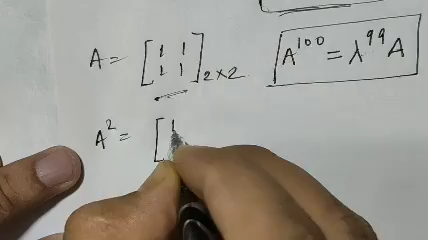 A = [1 1
1 1]2×2
A^100 = λ^99 A
A^2 = [1